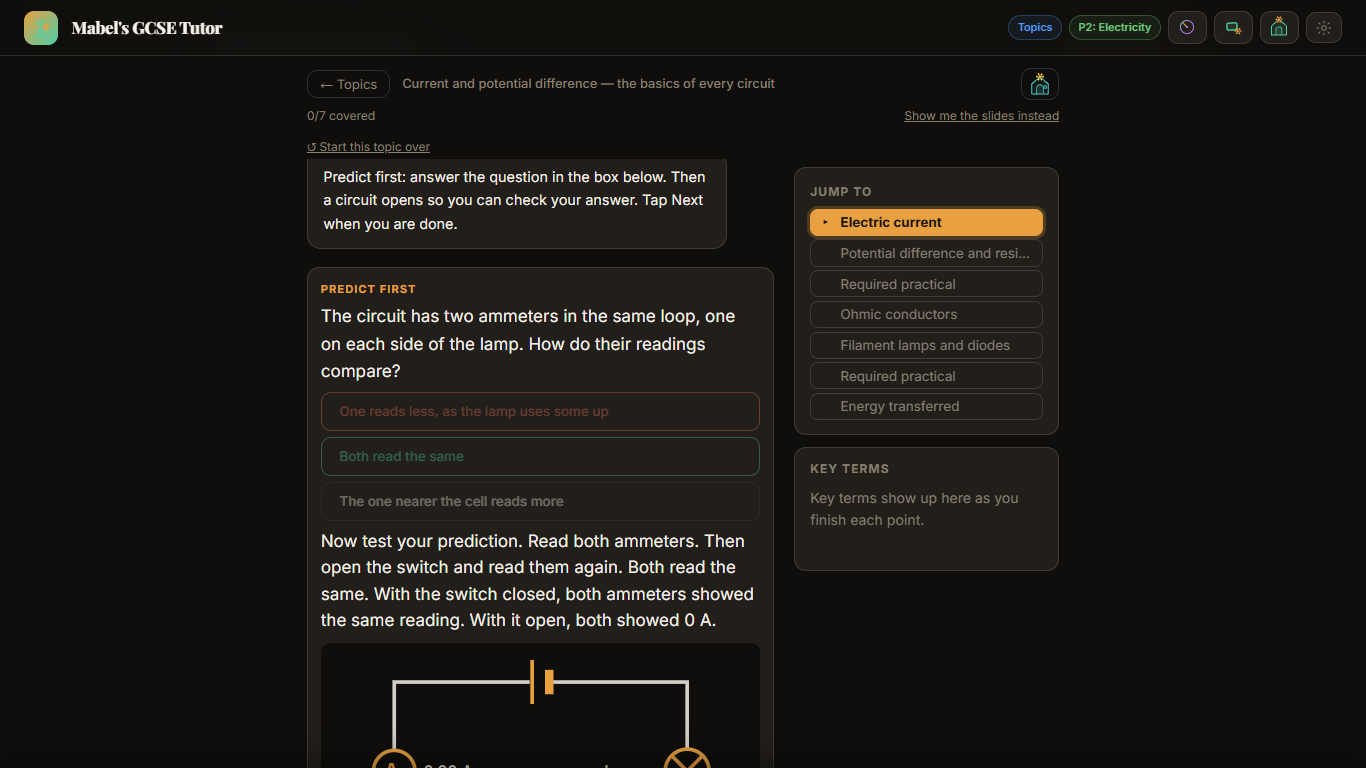 Mabel's GCSE Tutor
Topics
P2: Electricity
← Topics
Current and potential difference — the basics of every circuit
0/7 covered
Show me the slides instead
↺ Start this topic over
Predict first: answer the question in the box below. Then
a circuit opens so you can check your answer. Tap Next
when you are done.
PREDICT FIRST
The circuit has two ammeters in the same loop, one
on each side of the lamp. How do their readings
compare?
One reads less, as the lamp uses some up
Both read the same
The one nearer the cell reads more
Now test your prediction. Read both ammeters. Then
open the switch and read them again. Both read the
same. With the switch closed, both ammeters showed
the same reading. With it open, both showed 0 A.
JUMP TO
Electric current
Potential difference and resi...
Required practical
Ohmic conductors
Filament lamps and diodes
Required practical
Energy transferred
KEY TERMS
Key terms show up here as you
finish each point.